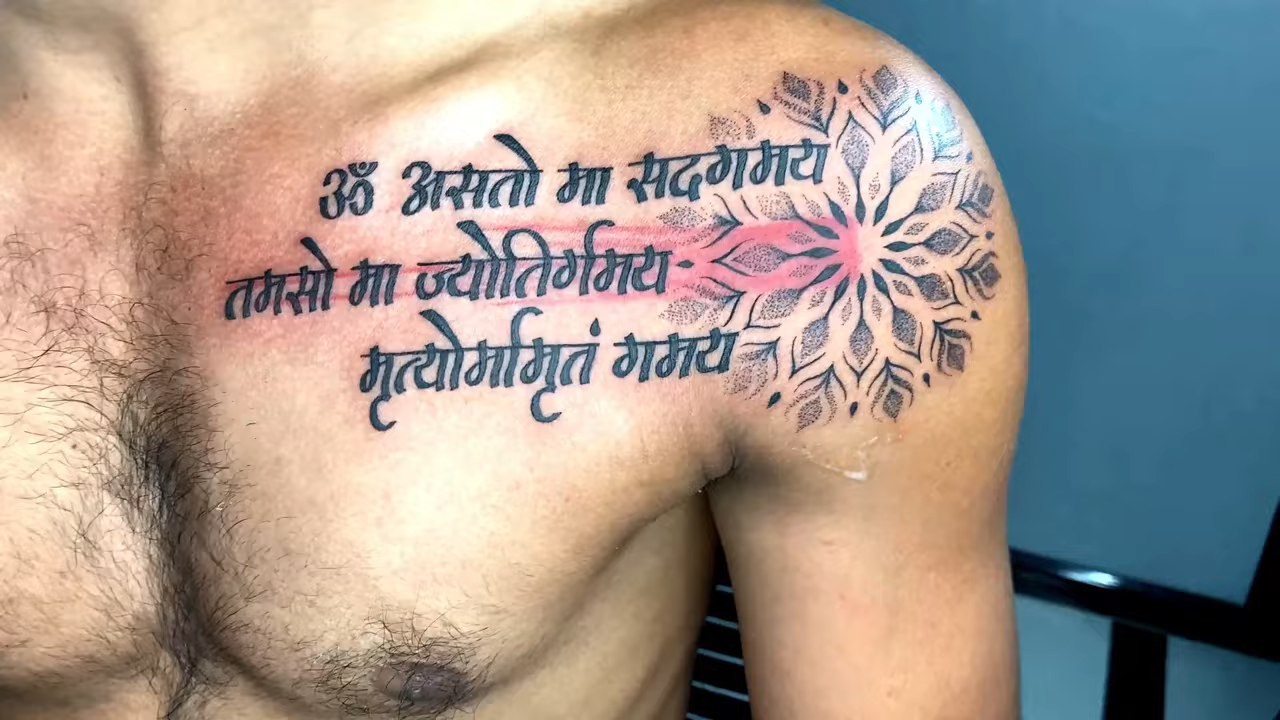 ॐ असतो मा सदगमय
तमसो मा ज्योतिर्गमय
मृत्योर्मामृतं गमय